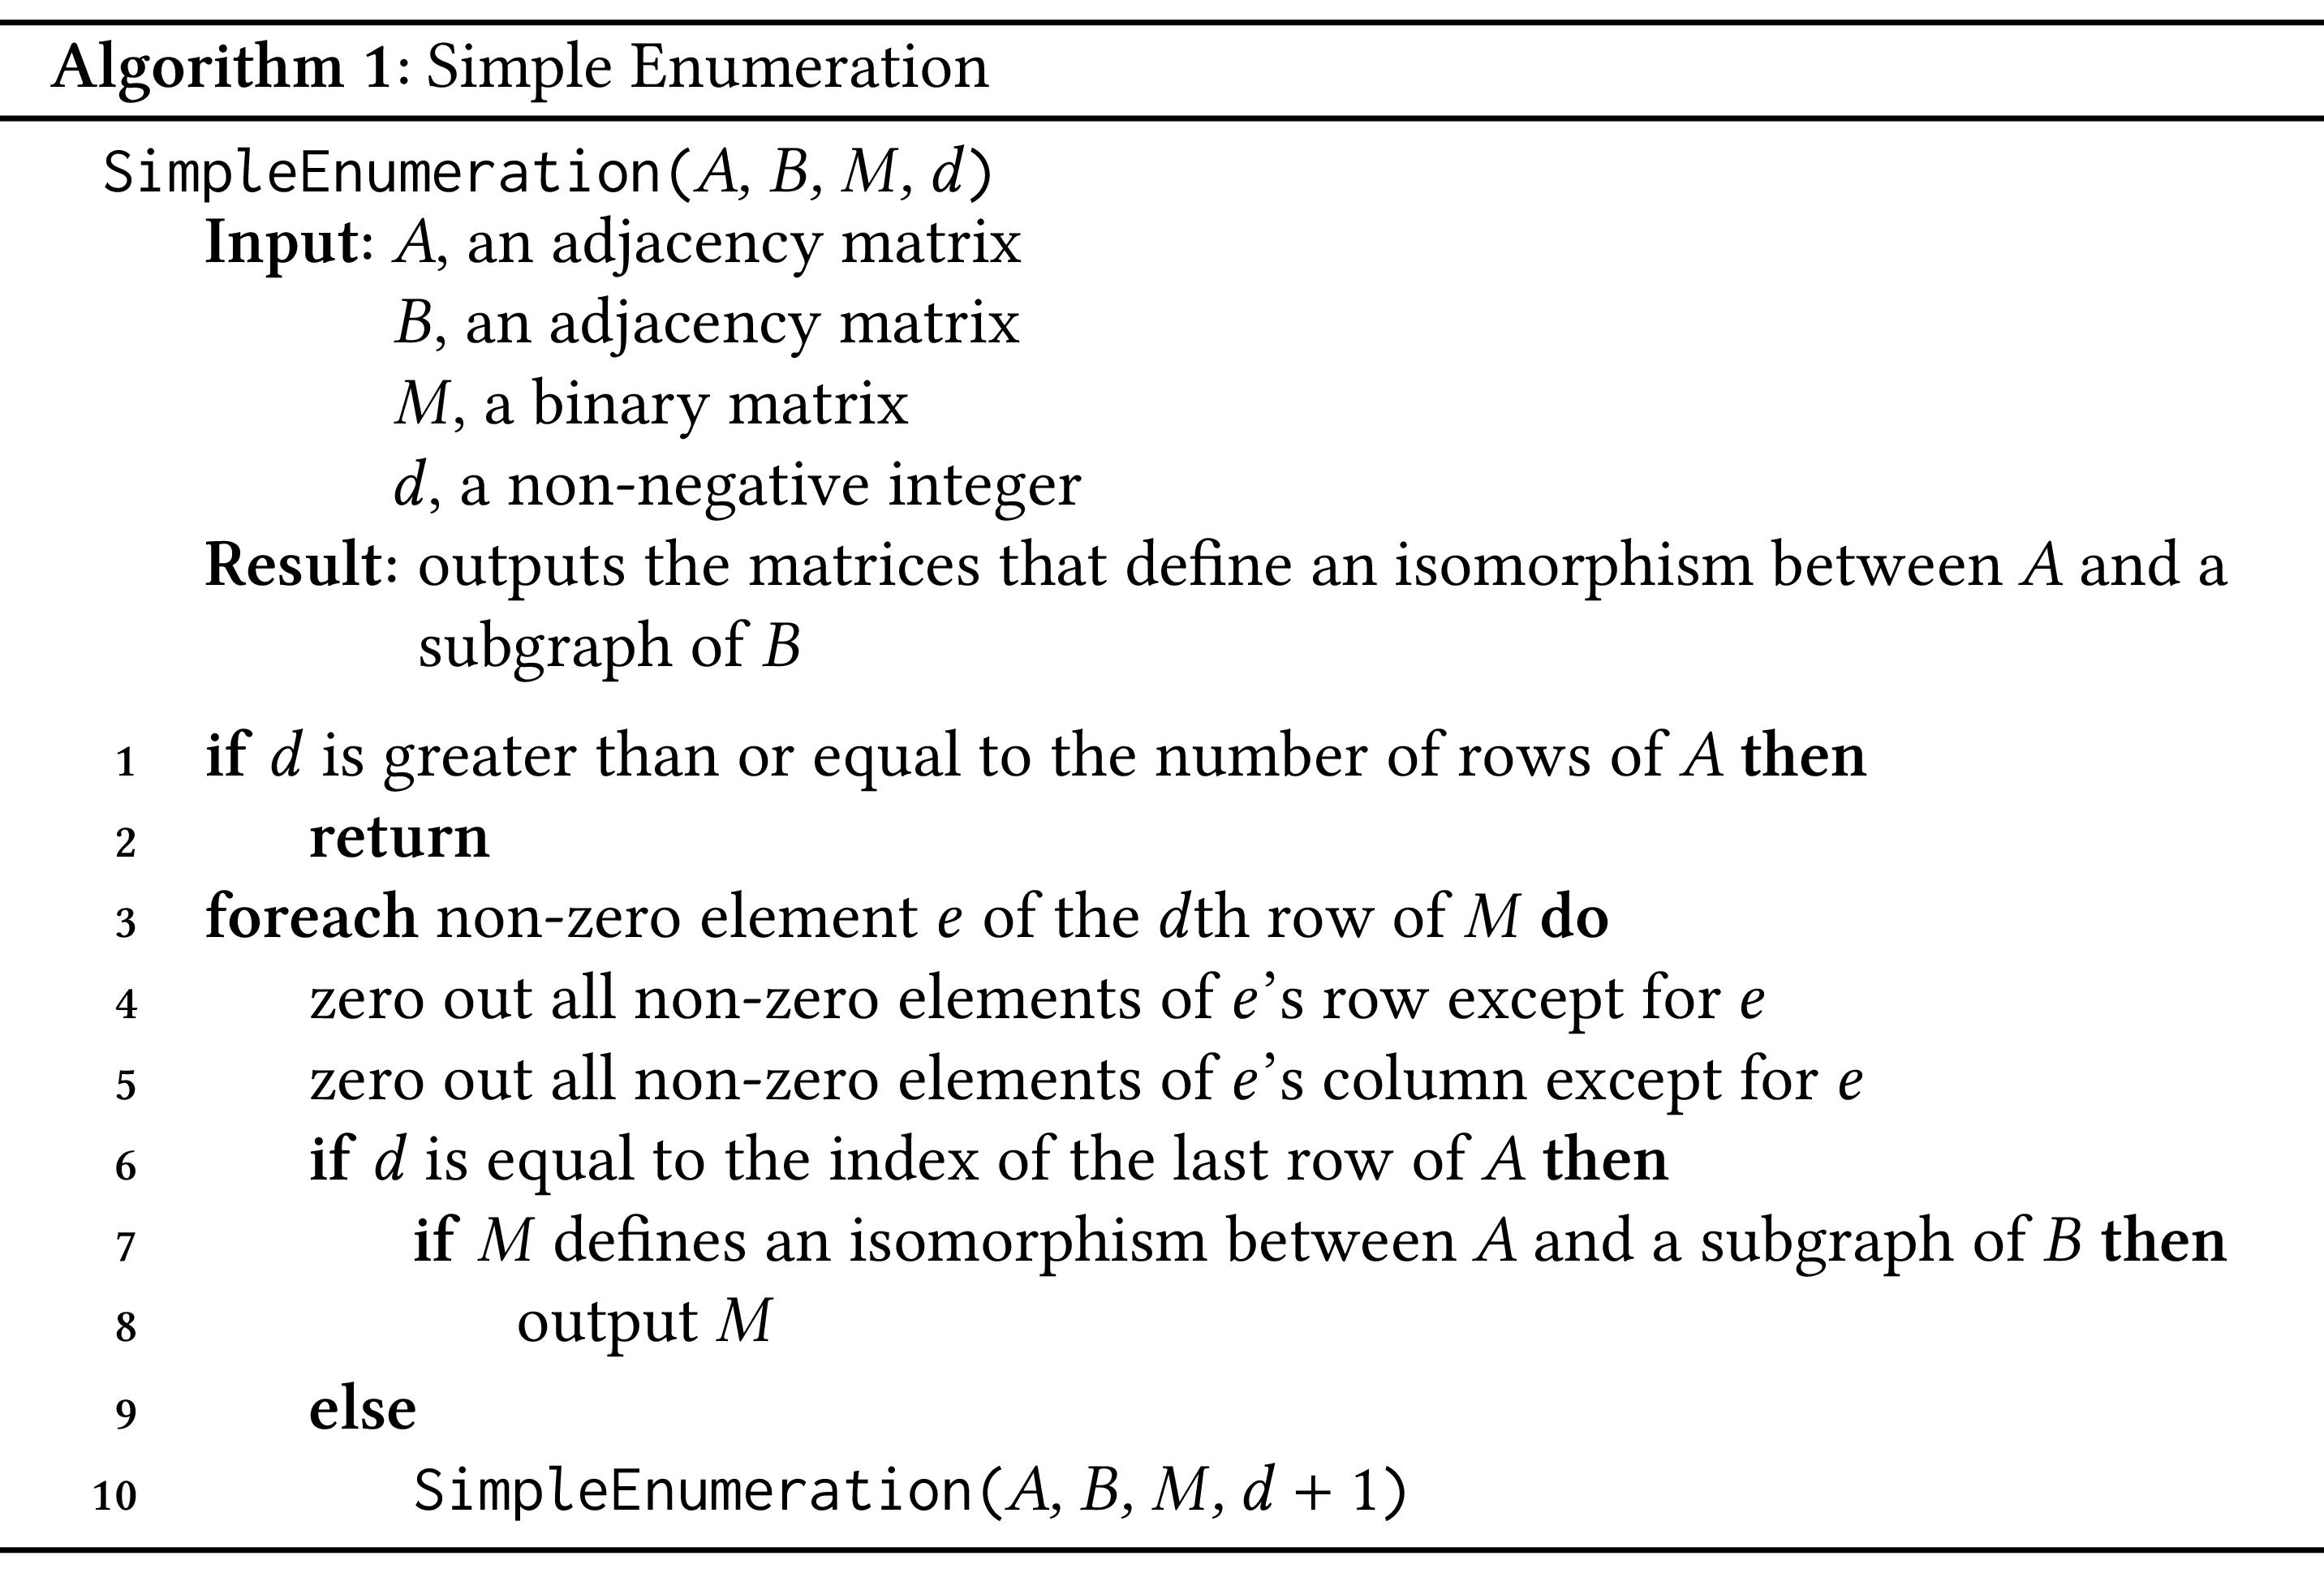 Algorithm 1: Simple Enumeration
SimpleEnumeration(A, B, M, d)
Input: A, an adjacency matrix
B, an adjacency matrix
M, a binary matrix
d, a non-negative integer
Result: outputs the matrices that define an isomorphism between A and a
subgraph of B
1 if d is greater than or equal to the number of rows of A then
2 return
3 foreach non-zero element e of the dth row of M do
4 zero out all non-zero elements of e’s row except for e
5 zero out all non-zero elements of e’s column except for e
6 if d is equal to the index of the last row of A then
7 if M defines an isomorphism between A and a subgraph of B then
8 output M
9 else
10 SimpleEnumeration(A, B, M, d + 1)